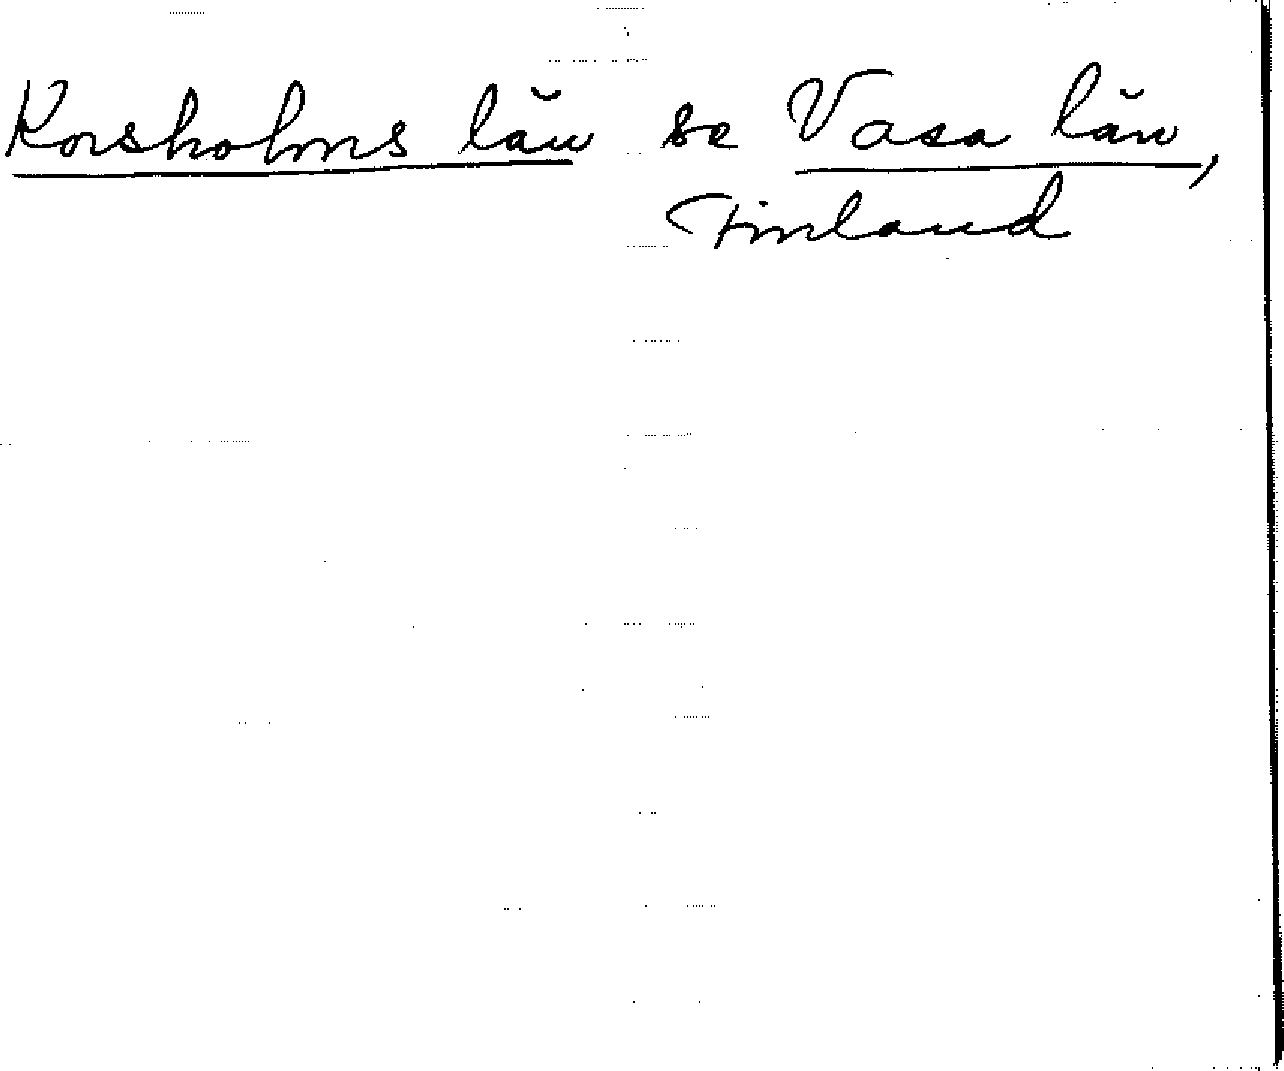 Korsholms län se Vasa län,
Finland